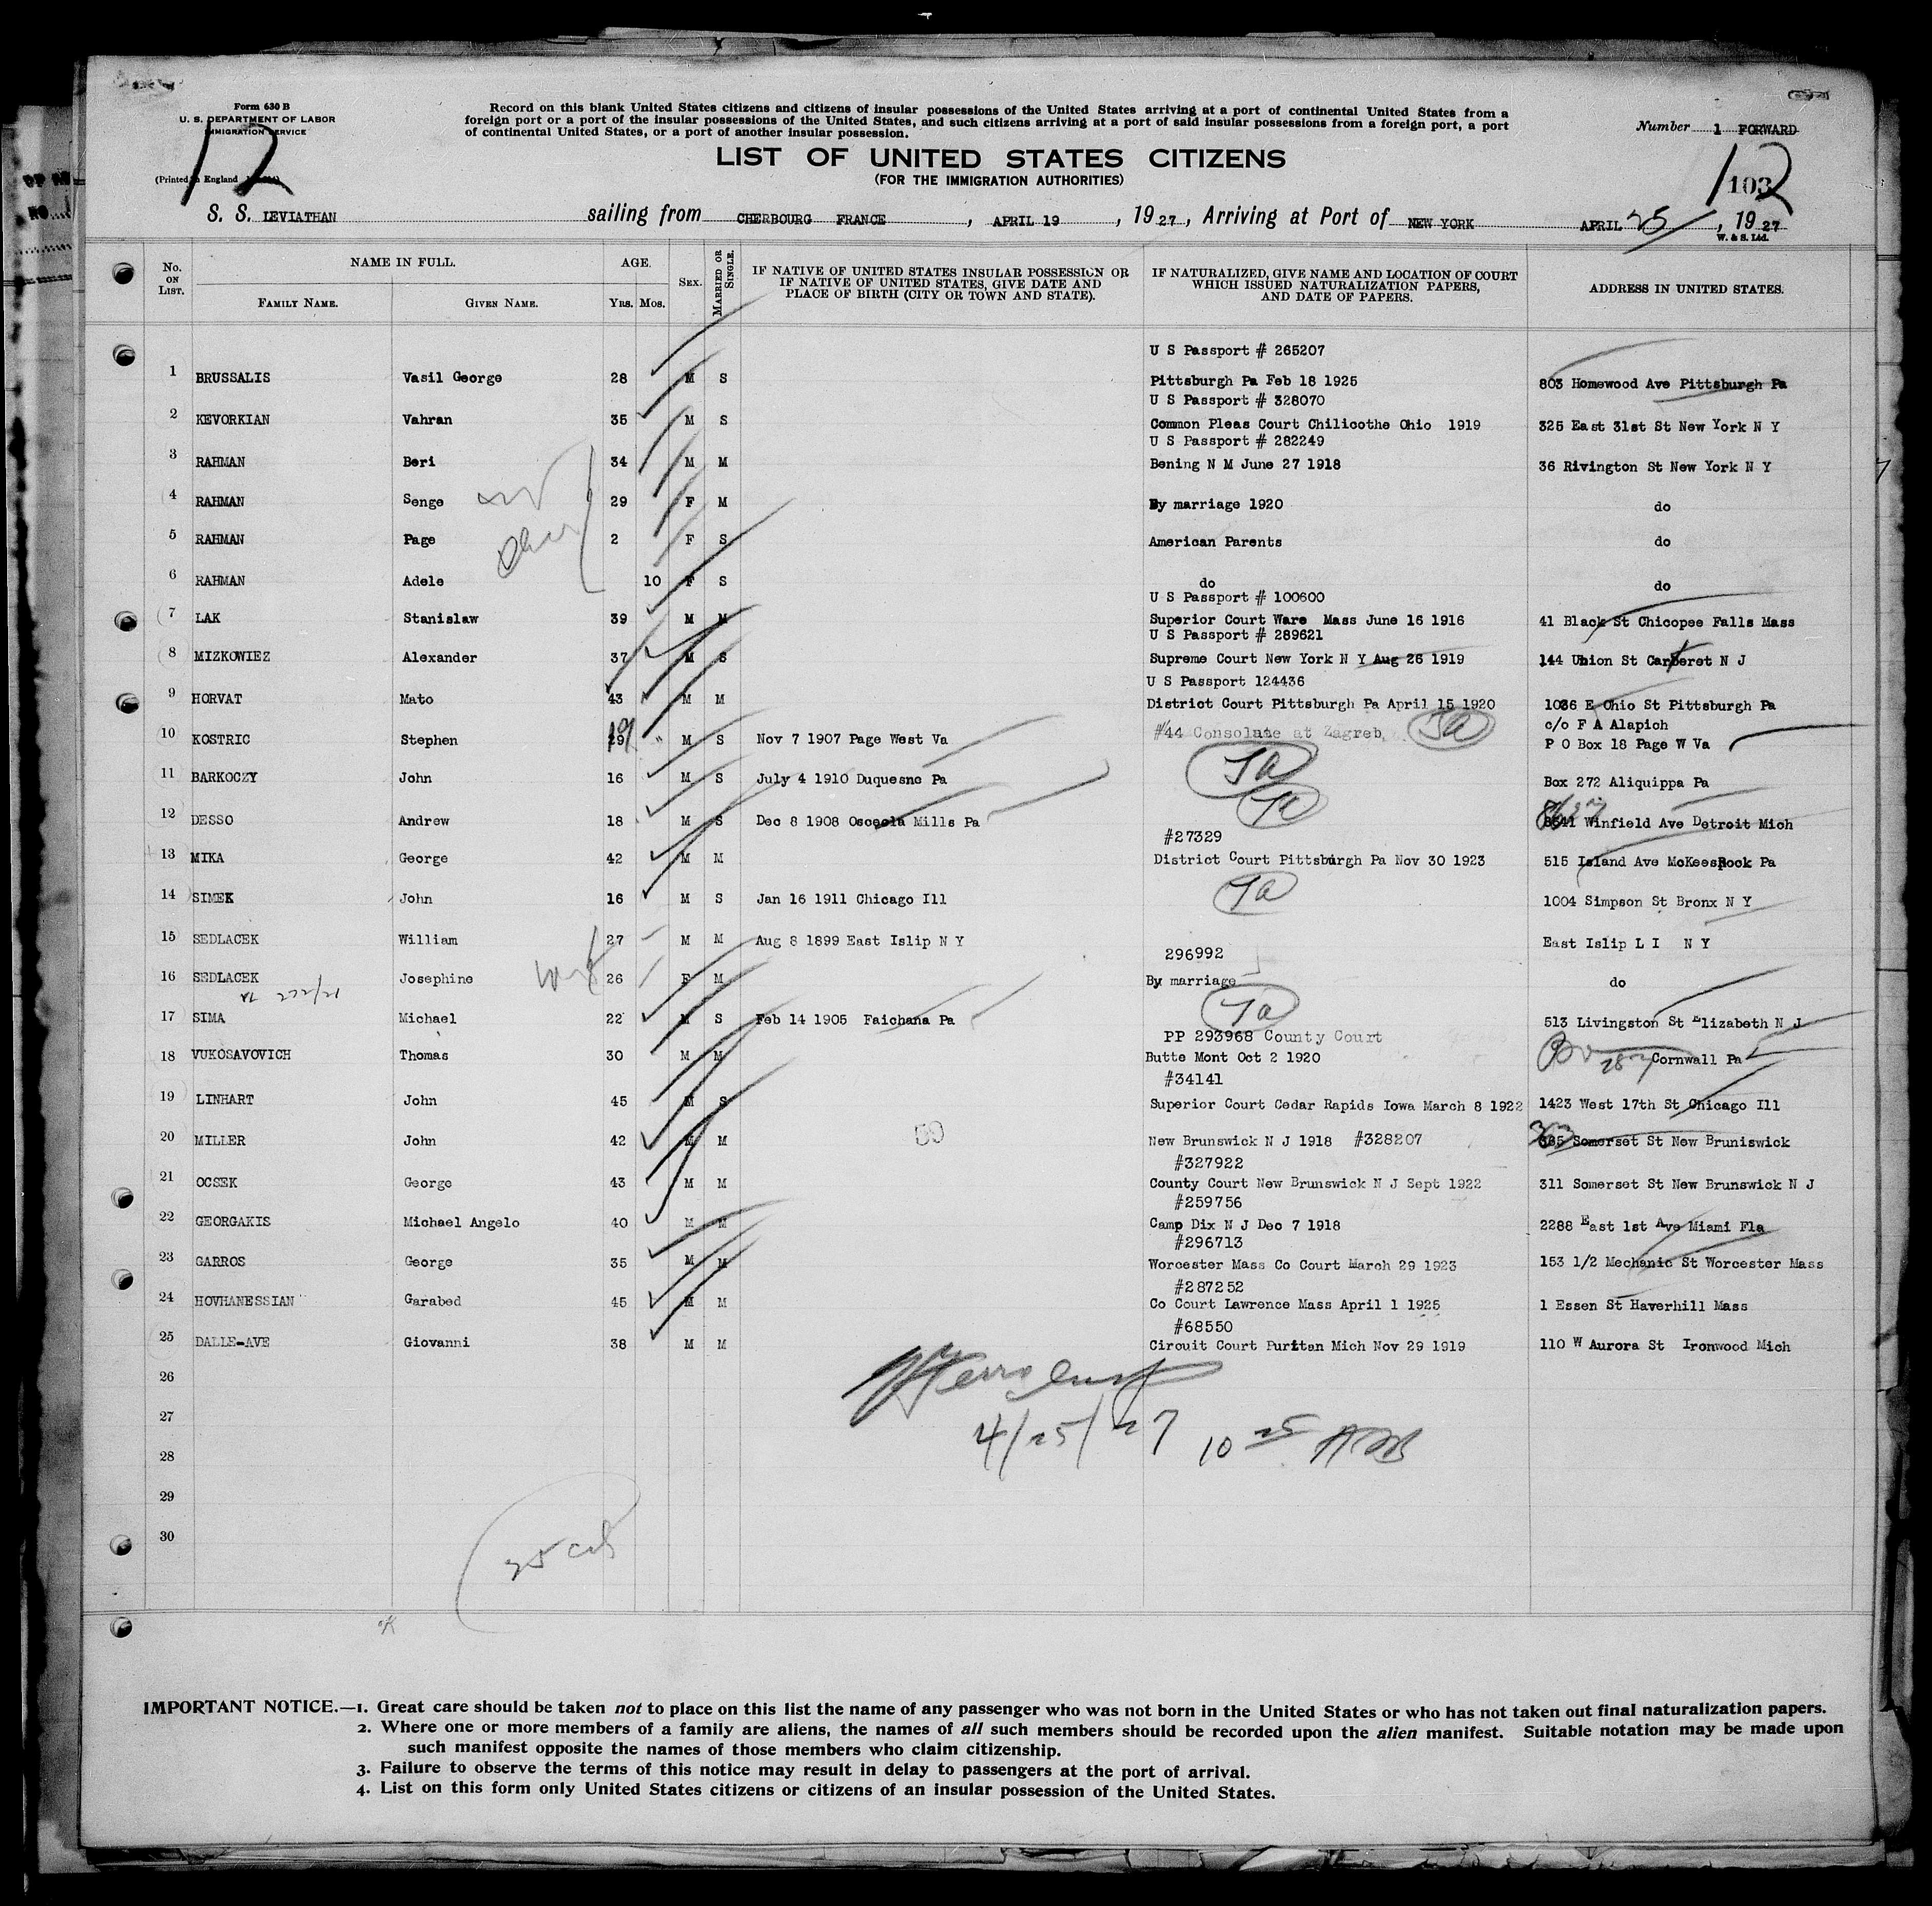 Form 630 B
U. S. DEPARTMENT OF LABOR
IMMIGRATION SERVICE
(Printed in England
12
Record on this blank United States citizens and citizens of insular possessions of the United States arriving at a port of continental United States from a
foreign port or a port of the insular possessions of the United States, and such citizens arriving at a port of said insular possessions from a foreign port, a port
of continental United States, or a port of another insular possession.
Number 1 FORWARD
LIST OF UNITED STATES CITIZENS
(FOR THE IMMIGRATION AUTHORITIES)
12
103
S. S. LEVIATHAN sailing from CHERBOURG FRANCE, APRIL 19, 1927, Arriving at Port of NEW YORK APRIL 25, 1927
W. & S. Ltd.
No. ON LIST.
NAME IN FULL.
FAMILY NAME. GIVEN NAME.
AGE.
Yrs. Mos.
SEX.
MARRIED OR SINGLE.
IF NATIVE OF UNITED STATES INSULAR POSSESSION OR
IF NATIVE OF UNITED STATES, GIVE DATE AND
PLACE OF BIRTH (CITY OR TOWN AND STATE).
IF NATURALIZED, GIVE NAME AND LOCATION OF COURT
WHICH ISSUED NATURALIZATION PAPERS,
AND DATE OF PAPERS.
ADDRESS IN UNITED STATES.
U S Passport # 265207
1 BRUSSALIS Vasil George 28 M S Pittsburgh Pa Feb 18 1925 803 Homewood Ave Pittsburgh Pa
U S Passport # 328070
2 KEVORKIAN Vahran 35 M S Common Pleas Court Chilicothe Ohio 1919 325 East 31st St New York N Y
U S Passport # 282249
3 RAHMAN Beri 34 M M Bening N M June 27 1918 36 Rivington St New York N Y
4 RAHMAN Senge 29 F M By marriage 1920 do
5 RAHMAN Page 2 F S American Parents do
6 RAHMAN Adele 10 F S do do
U S Passport # 100600
7 LAK Stanislaw 39 M M Superior Court Ware Mass June 16 1916 41 Black St Chicopee Falls Mass
U S Passport # 289621
8 MIZKOWIEZ Alexander 37 M S Supreme Court New York N Y Aug 26 1919 144 Union St Carteret N J
U S Passport 124436
9 HORVAT Mato 43 M M District Court Pittsburgh Pa April 15 1920 1036 E Ohio St Pittsburgh Pa
c/o F A Alapich
10 KOSTRIC Stephen 19 M S Nov 7 1907 Page West Va #44 Consolate at Zagreb P O Box 18 Page W Va
11 BARKOCZY John 16 M S July 4 1910 Duquesne Pa Box 272 Aliquippa Pa
12 DESSO Andrew 18 M S Dec 8 1908 Osceola Mills Pa 8627 Winfield Ave Detroit Mich
#27329
13 MIKA George 42 M M District Court Pittsburgh Pa Nov 30 1923 515 Island Ave McKeesRock Pa
14 SIMEK John 16 M S Jan 16 1911 Chicago Ill 1004 Simpson St Bronx N Y
15 SEDLACEK William 27 M M Aug 8 1899 East Islip N Y East Islip L I N Y
296992
16 SEDLACEK Josephine 26 F M By marriage do
17 SIMA Michael 22 M S Feb 14 1905 Faichana Pa 513 Livingston St Elizabeth N J
PP 293968 County Court
18 VUKOSAVOVICH Thomas 30 M M Butte Mont Oct 2 1920 Cornwall Pa
#34141
19 LINHART John 45 M S Superior Court Cedar Rapids Iowa March 8 1922 1423 West 17th St Chicago Ill
20 MILLER John 42 M M New Brunswick N J 1918 #328207 Somerset St New Bruniswick
#327922
21 OCSEK George 43 M M County Court New Brunswick N J Sept 1922 311 Somerset St New Brunswick N J
#259756
22 GEORGAKIS Michael Angelo 40 M M Camp Dix N J Dec 7 1918 2288 East 1st Ave Miami Fla
#296713
23 GARROS George 35 M M Worcester Mass Co Court March 29 1923 153 1/2 Mechanic St Worcester Mass
#287252
24 HOVHANESSIAN Garabed 45 M M Co Court Lawrence Mass April 1 1925 1 Essen St Haverhill Mass
#68550
25 DALLE-AVE Giovanni 38 M M Circuit Court Puritan Mich Nov 29 1919 110 W Aurora St Ironwood Mich
26
27
4/25/27 10 25
28
29
30
IMPORTANT NOTICE.—1. Great care should be taken not to place on this list the name of any passenger who was not born in the United States or who has not taken out final naturalization papers.
2. Where one or more members of a family are aliens, the names of all such members should be recorded upon the alien manifest. Suitable notation may be made upon
such manifest opposite the names of those members who claim citizenship.
3. Failure to observe the terms of this notice may result in delay to passengers at the port of arrival.
4. List on this form only United States citizens or citizens of an insular possession of the United States.